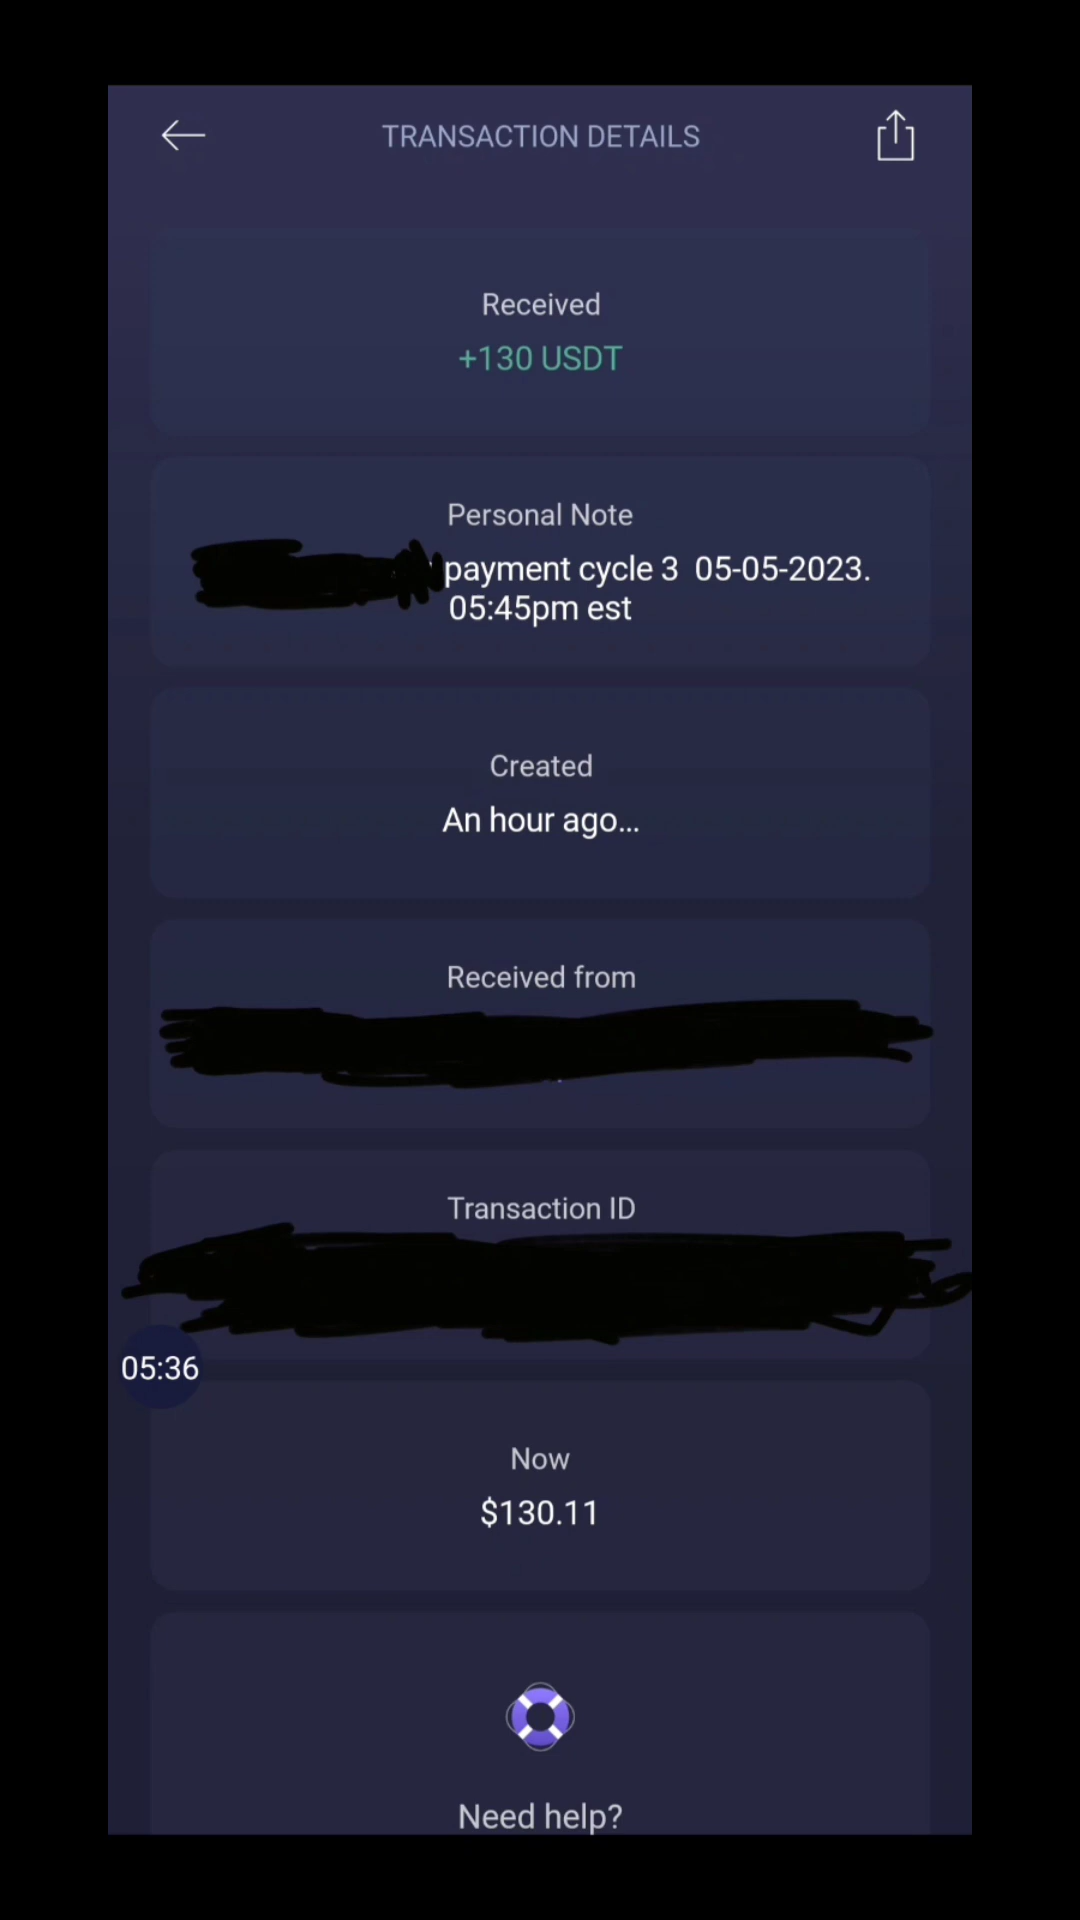 TRANSACTION DETAILS
Received
+130 USDT
Personal Note
payment cycle 3  05-05-2023.
05:45pm est
Created
An hour ago...
Received from
Transaction ID
05:36
Now
$130.11
Need help?